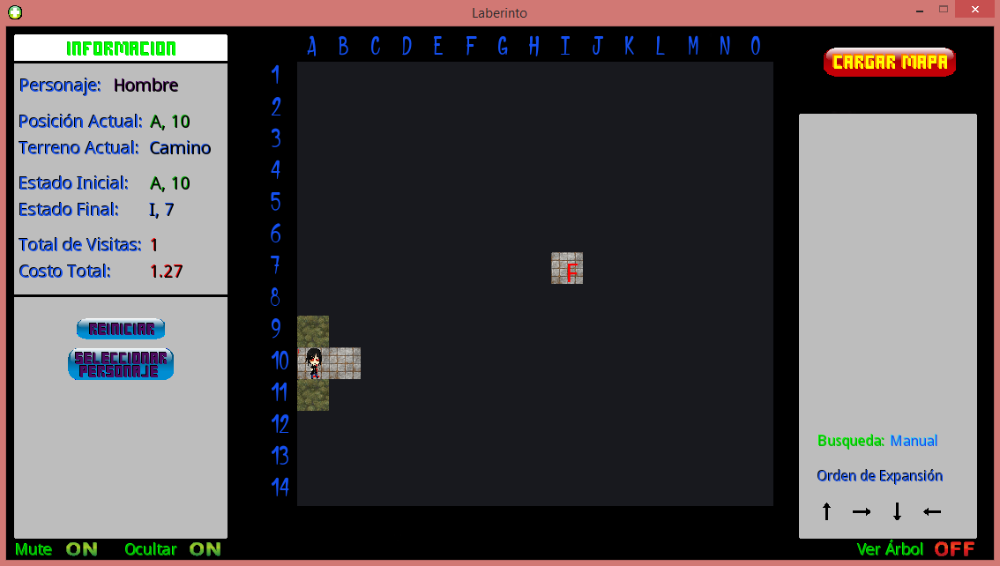 Laberinto
INFORMACION
Personaje: Hombre
Posición Actual: A, 10
Terreno Actual: Camino
Estado Inicial: A, 10
Estado Final: I, 7
Total de Visitas: 1
Costo Total: 1.27
REINICIAR
SELECCIONAR
PERSONAJE
Mute ON
Ocultar ON
A B C D E F G H I J K L M N O
1
2
3
4
5
6
7
F
8
9
10
11
12
13
14
CARGAR MAPA
Busqueda: Manual
Orden de Expansión
↑ → ↓ ←
Ver Árbol OFF